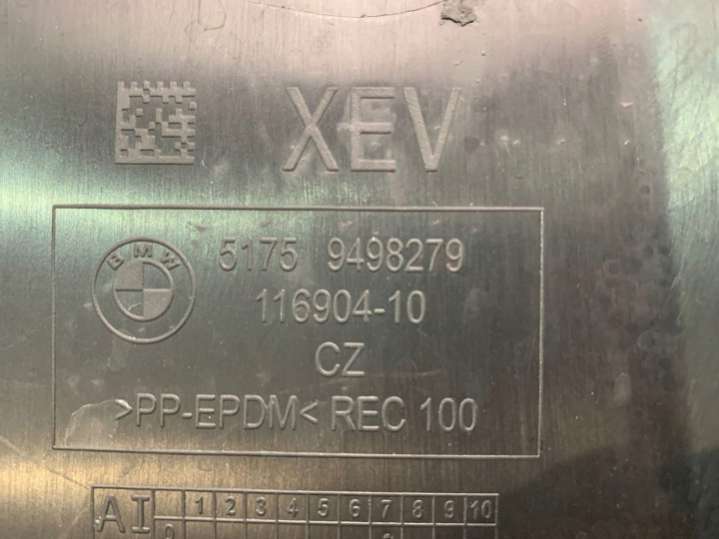 XEV
BMW
5175 9498279
116904-10
CZ
>PP-EPDM< REC 100
AI 1 2 3 4 5 6 7 8 9 10
0